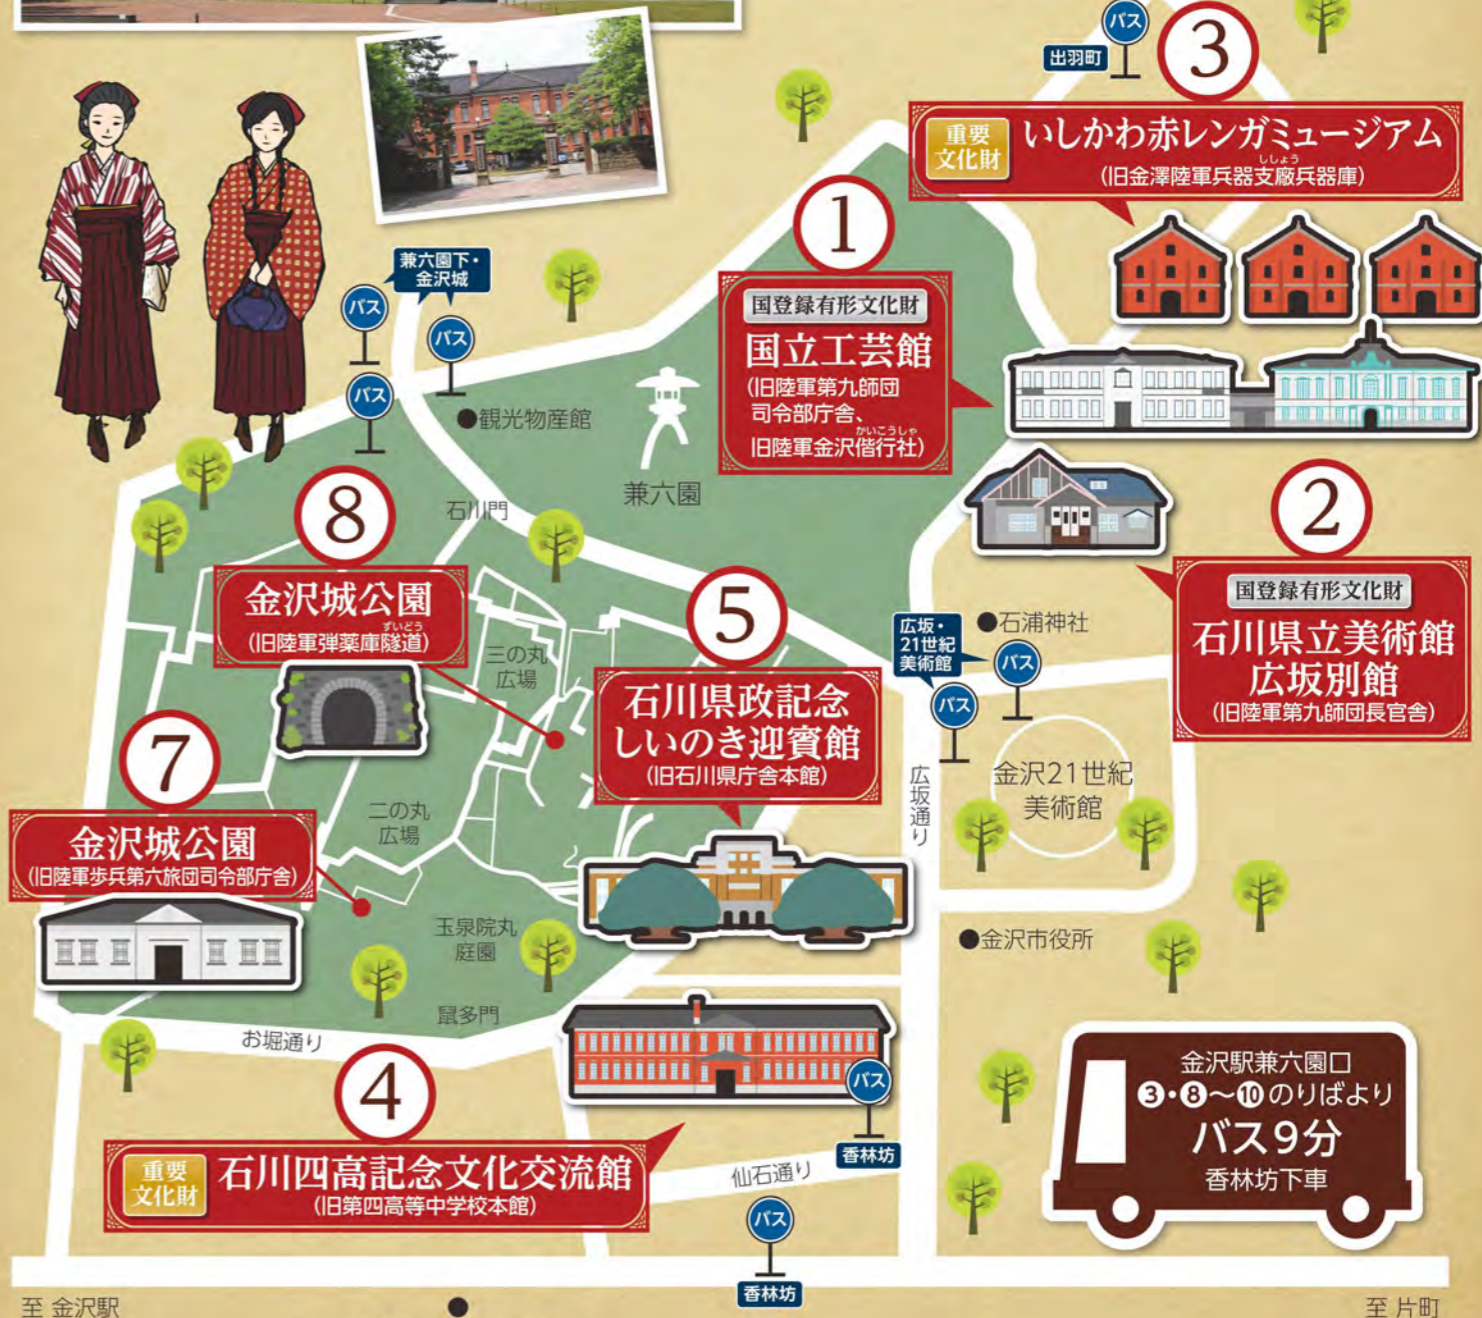 バス
出羽町
3
重要
文化財
いしかわ赤レンガミュージアム
(旧金澤陸軍兵器支廠兵器庫)
ししょう
1
国登録有形文化財
国立工芸館
(旧陸軍第九師団
司令部庁舎、
かいこうしゃ
旧陸軍金沢偕行社)
兼六園下・
金沢城
バス
バス
バス
●観光物産館
兼六園
石川門
8
金沢城公園
ずいどう
(旧陸軍弾薬庫隧道)
三の丸
広場
5
石川県政記念
しいのき迎賓館
(旧石川県庁舎本館)
2
国登録有形文化財
石川県立美術館
広坂別館
(旧陸軍第九師団長官舎)
広坂・
21世紀
美術館
●石浦神社
バス
バス
広坂通り
金沢21世紀
美術館
7
金沢城公園
(旧陸軍歩兵第六旅団司令部庁舎)
二の丸
広場
玉泉院丸
庭園
鼠多門
お堀通り
●金沢市役所
4
重要
文化財
石川四高記念文化交流館
(旧第四高等中学校本館)
バス
香林坊
仙石通り
バス
香林坊
金沢駅兼六園口
❸・❽〜❿のりばより
バス9分
香林坊下車
至 金沢駅
●
至 片町